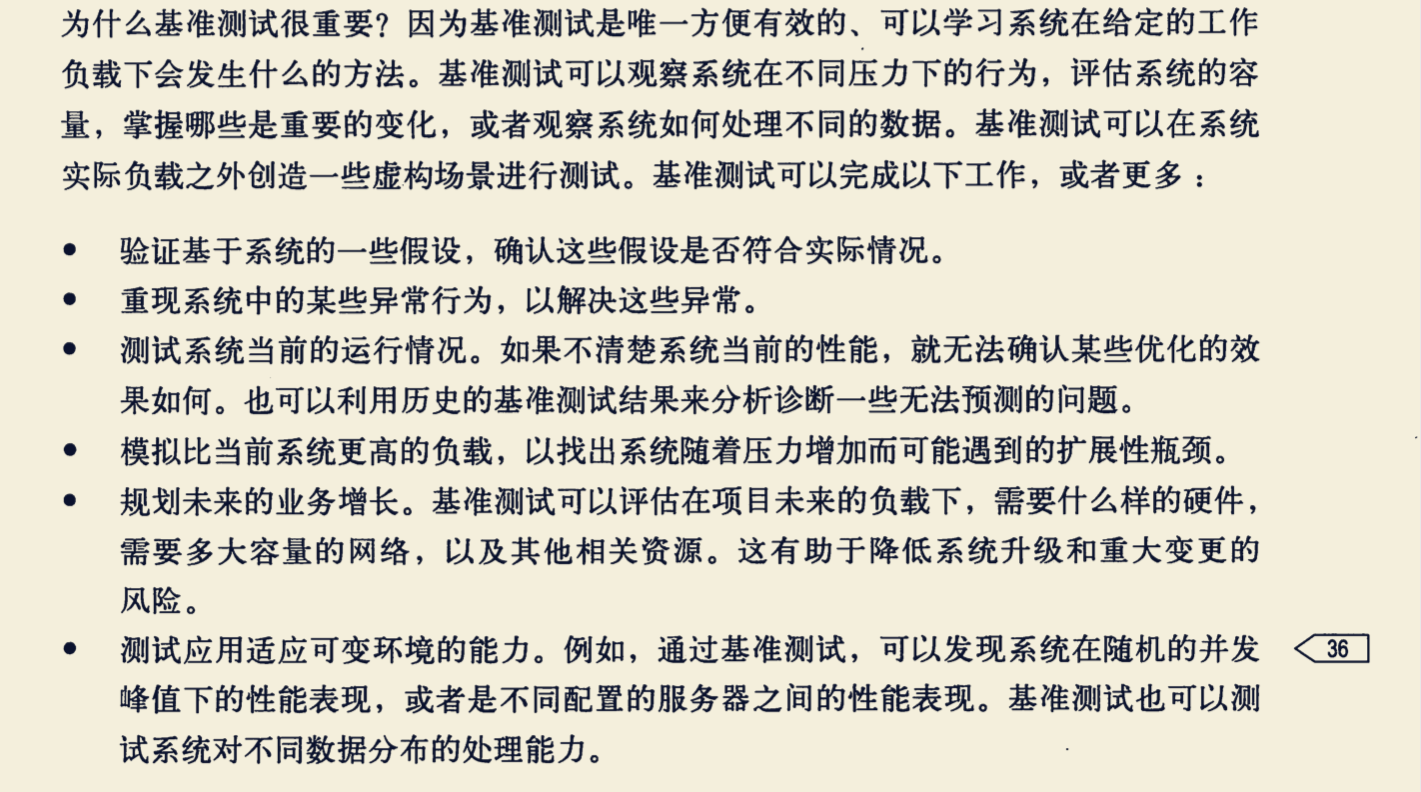 为什么基准测试很重要？因为基准测试是唯一方便有效的、可以学习系统在给定的工作
负载下会发生什么的方法。基准测试可以观察系统在不同压力下的行为，评估系统的容
量，掌握哪些是重要的变化，或者观察系统如何处理不同的数据。基准测试可以在系统
实际负载之外创造一些虚构场景进行测试。基准测试可以完成以下工作，或者更多：
● 验证基于系统的一些假设，确认这些假设是否符合实际情况。
● 重现系统中的某些异常行为，以解决这些异常。
● 测试系统当前的运行情况。如果不清楚系统当前的性能，就无法确认某些优化的效
果如何。也可以利用历史的基准测试结果来分析诊断一些无法预测的问题。
● 模拟比当前系统更高的负载，以找出系统随着压力增加而可能遇到的扩展性瓶颈。
● 规划未来的业务增长。基准测试可以评估在项目未来的负载下，需要什么样的硬件，
需要多大容量的网络，以及其他相关资源。这有助于降低系统升级和重大变更的
风险。
● 测试应用适应可变环境的能力。例如，通过基准测试，可以发现系统在随机的并发
36
峰值下的性能表现，或者是不同配置的服务器之间的性能表现。基准测试也可以测
试系统对不同数据分布的处理能力。